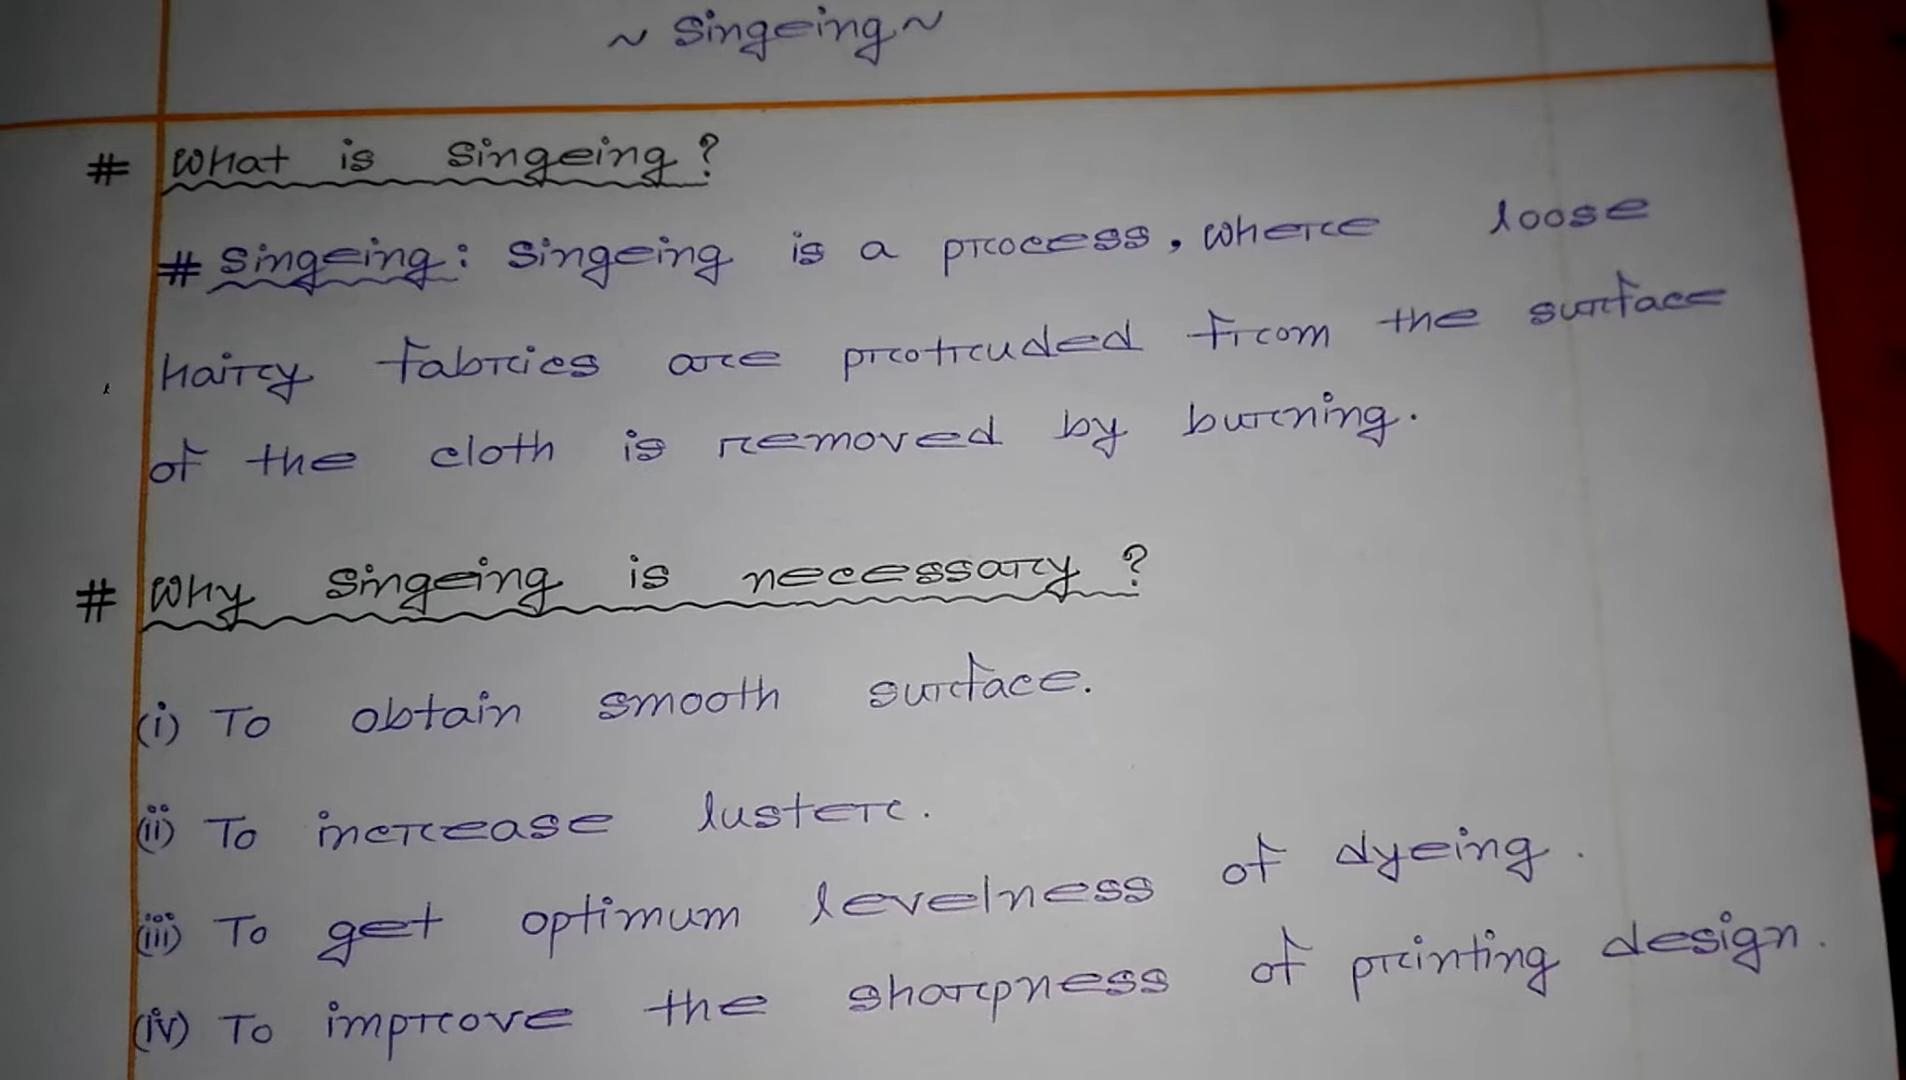 ~ Singeing ~
# What is Singeing?
# Singeing: Singeing is a process, where loose
hairy fabrics are protruded from the surface
of the cloth is removed by burning.
# Why Singeing is necessary?
(i) To obtain smooth surface.
(ii) To increase luster.
(iii) To get optimum levelness of dyeing.
(iv) To improve the sharpness of printing design.